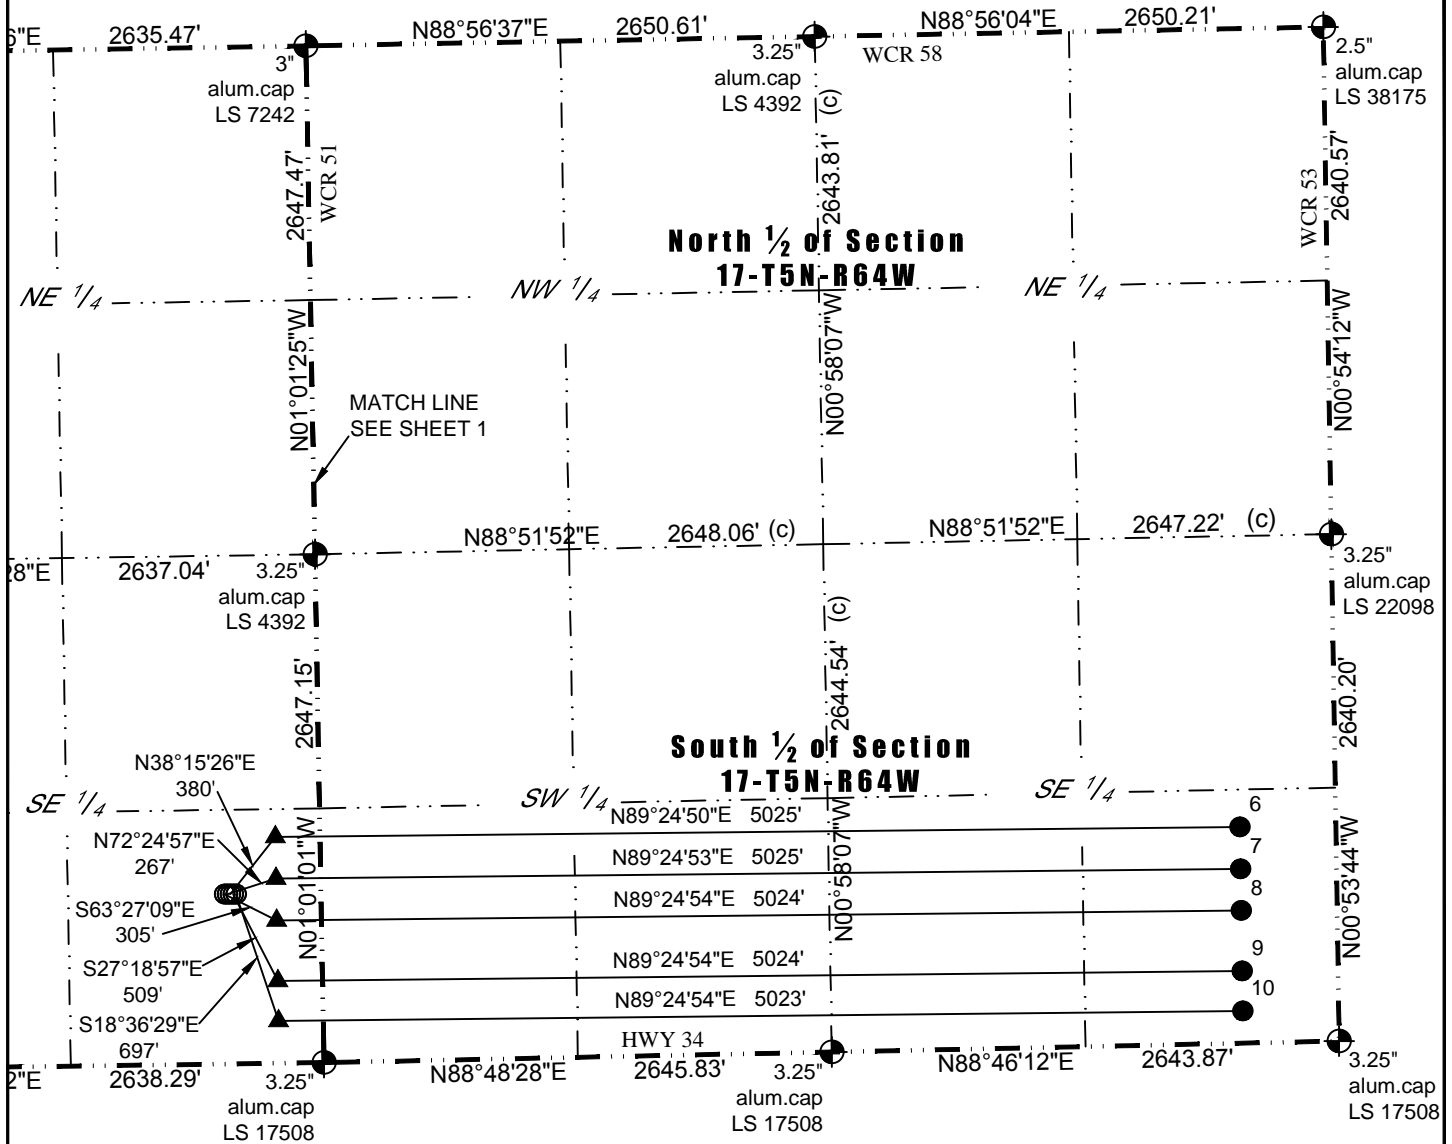 6"E
2635.47'
N88°56'37"E
2650.61'
N88°56'04"E
2650.21'
3"
alum.cap
LS 7242
3.25"
alum.cap
LS 4392
WCR 58
2.5"
alum.cap
LS 38175
2647.47'
WCR 51
2643.81' (c)
WCR 53
2640.57'
North ½ of Section
17-T5N-R64W
NE 1/4
NW 1/4
NE 1/4
N01°01'25"W
N00°58'07"W
N00°54'12"W
MATCH LINE
SEE SHEET 1
28"E
2637.04'
N88°51'52"E
2648.06' (c)
N88°51'52"E
2647.22' (c)
3.25"
alum.cap
LS 4392
3.25"
alum.cap
LS 22098
2647.15'
2644.54' (c)
2640.20'
South ½ of Section
17-T5N-R64W
SE 1/4
SW 1/4
SE 1/4
N38°15'26"E
380'
N72°24'57"E
267'
S63°27'09"E
305'
S27°18'57"E
509'
S18°36'29"E
697'
N01°01'01"W
N00°58'07"W
N00°53'44"W
N89°24'50"E 5025'
6
N89°24'53"E 5025'
7
N89°24'54"E 5024'
8
N89°24'54"E 5024'
9
N89°24'54"E 5023'
10
HWY 34
2"E
2638.29'
N88°48'28"E
2645.83'
N88°46'12"E
2643.87'
3.25"
alum.cap
LS 17508
3.25"
alum.cap
LS 17508
3.25"
alum.cap
LS 17508